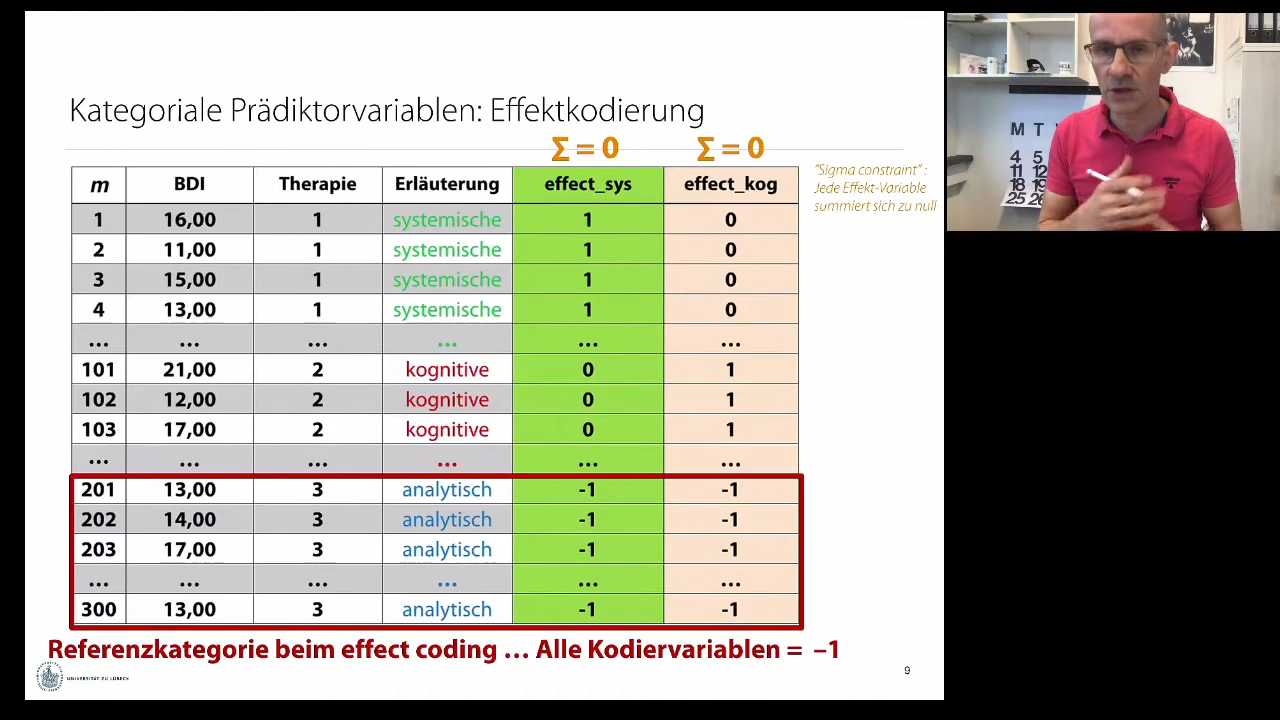 Kategoriale Prädiktorvariablen: Effektkodierung
Σ = 0 Σ = 0
m BDI Therapie Erläuterung effect_sys effect_kog
"Sigma constraint" :
Jede Effekt-Variable
summiert sich zu null
1 16,00 1 systemische 1 0
2 11,00 1 systemische 1 0
3 15,00 1 systemische 1 0
4 13,00 1 systemische 1 0
... ... ... ... ... ...
101 21,00 2 kognitive 0 1
102 12,00 2 kognitive 0 1
103 17,00 2 kognitive 0 1
... ... ... ... ... ...
201 13,00 3 analytisch -1 -1
202 14,00 3 analytisch -1 -1
203 17,00 3 analytisch -1 -1
... ... ... ... ... ...
300 13,00 3 analytisch -1 -1
Referenzkategorie beim effect coding ... Alle Kodiervariablen = –1
UNIVERSITÄT ZU LÜBECK
9
M T
4 5
11 12
18 19
25 26